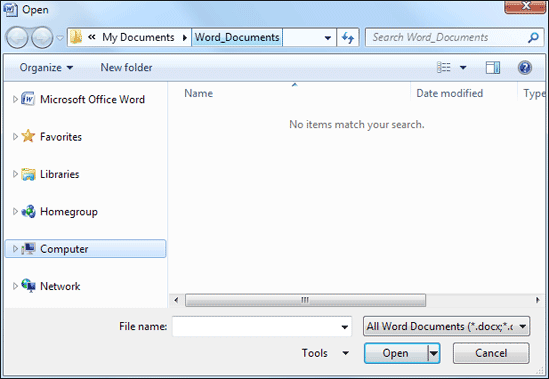 Open
« My Documents Word_Documents Search Word_Documents
Organize New folder
Name Date modified Type
No items match your search.
Microsoft Office Word
Favorites
Libraries
Homegroup
Computer
Network
File name: All Word Documents (*.docx;*.c
Tools Open Cancel